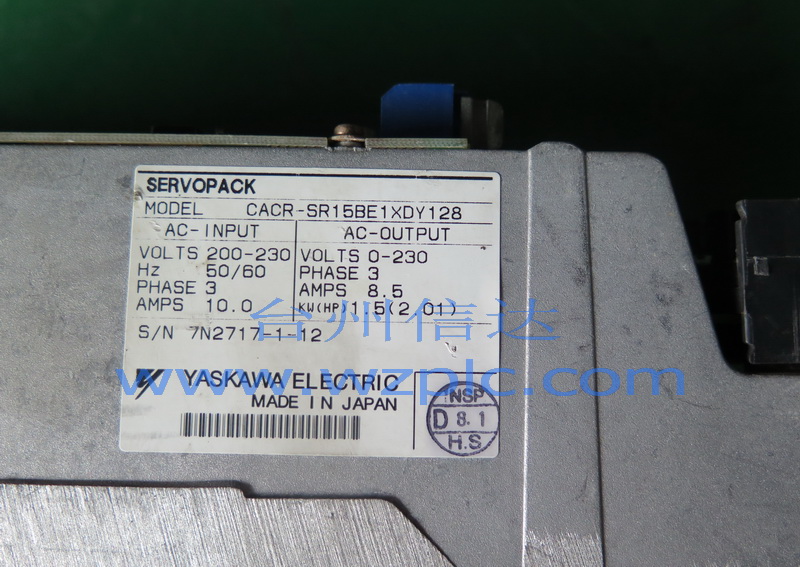 SERVOPACK
MODEL CACR-SR15BE1XDY128
AC-INPUT AC-OUTPUT
VOLTS 200-230 VOLTS 0-230
Hz 50/60 PHASE 3
PHASE 3 AMPS 8.5
AMPS 10.0 KW(HP) 1.5(2.01)
台州信达
S/N 7N2717-1-12
www.wzplc.com
YASKAWA ELECTRIC
MADE IN JAPAN
INSP
D 8.1
H.S